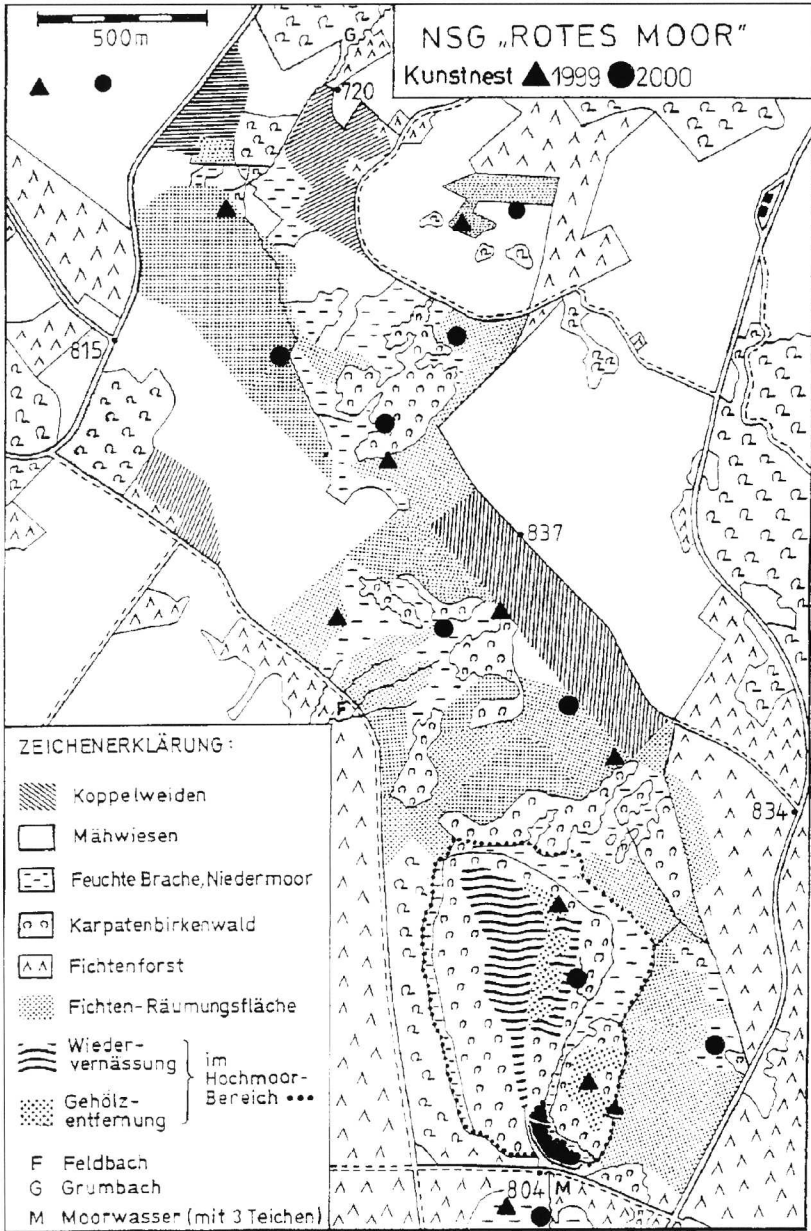 500m
NSG „ROTES MOOR"
Kunstnest ▲ 1999 ● 2000
G
720
815
837
F
834
804
M
ZEICHENERKLÄRUNG:
Koppelweiden
Mähwiesen
Feuchte Brache, Niedermoor
Karpatenbirkenwald
Fichtenforst
Fichten-Räumungsfläche
Wieder-
vernässung
Gehölz-
entfernung
im
Hochmoor-
Bereich •••
F Feldbach
G Grumbach
M Moorwasser (mit 3 Teichen)